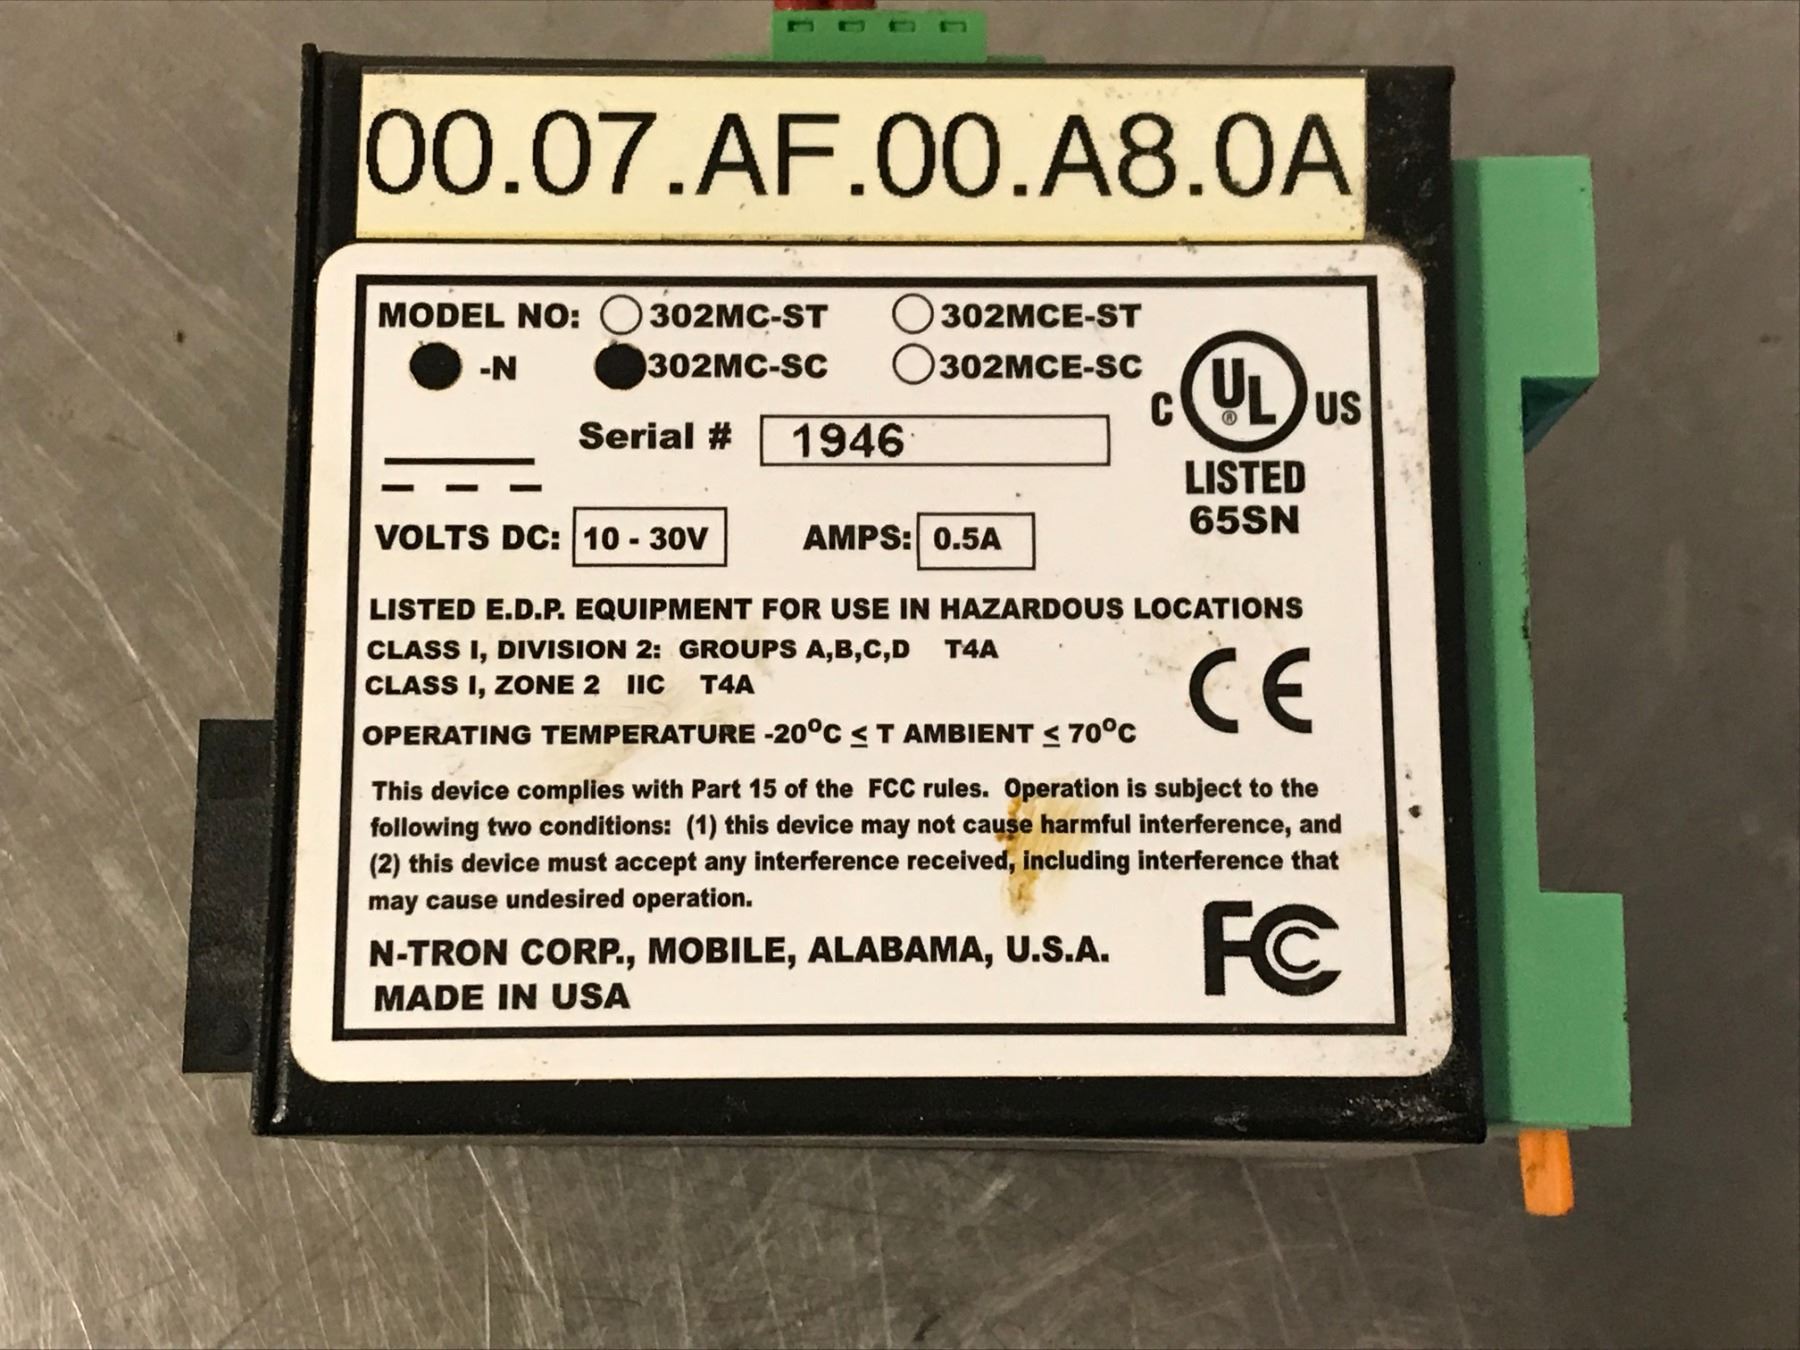 00.07.AF.00.A8.0A
MODEL NO: 302MC-ST 302MCE-ST
-N 302MC-SC 302MCE-SC
C UL ® US
Serial # 1946
LISTED
65SN
VOLTS DC: 10 - 30V AMPS: 0.5A
LISTED E.D.P. EQUIPMENT FOR USE IN HAZARDOUS LOCATIONS
CLASS I, DIVISION 2: GROUPS A,B,C,D T4A
CLASS I, ZONE 2 IIC T4A
CE
OPERATING TEMPERATURE -20°C ≤ T AMBIENT ≤ 70°C
This device complies with Part 15 of the FCC rules. Operation is subject to the
following two conditions: (1) this device may not cause harmful interference, and
(2) this device must accept any interference received, including interference that
may cause undesired operation.
N-TRON CORP., MOBILE, ALABAMA, U.S.A.
MADE IN USA
FC